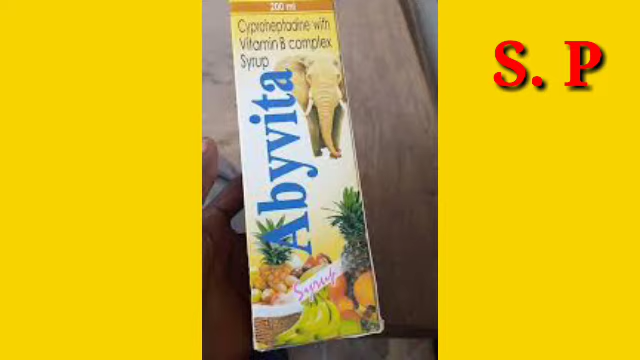 200 ml
Cyproheptadine with
Vitamin B complex
Syrup
Abyvita
Syrup
S. P